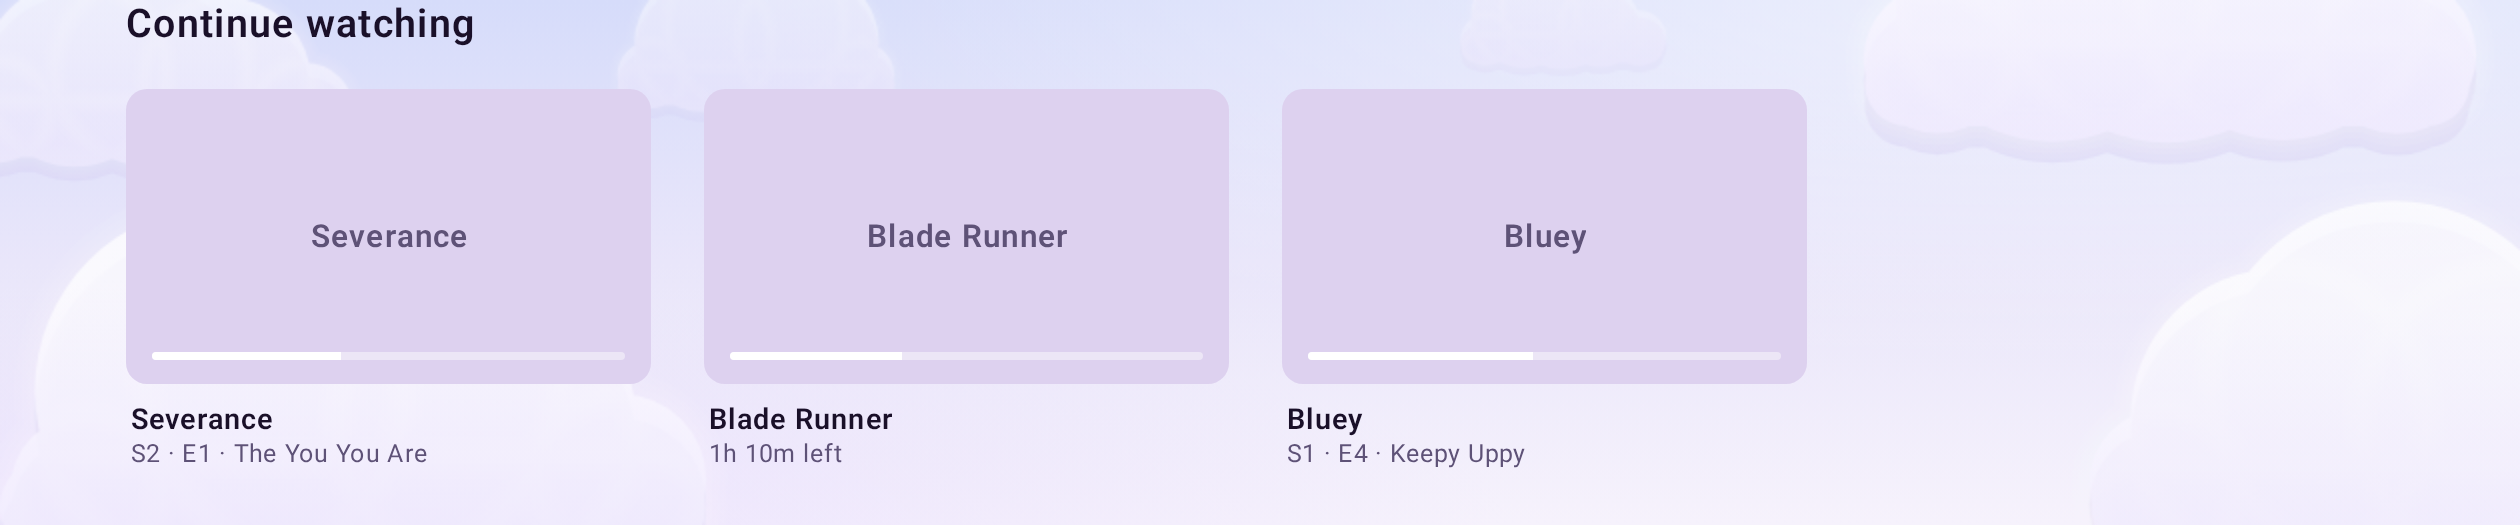 Continue watching
Severance
Blade Runner
Bluey
Severance
S2 · E1 · The You You Are
Blade Runner
1h 10m left
Bluey
S1 · E4 · Keepy Uppy